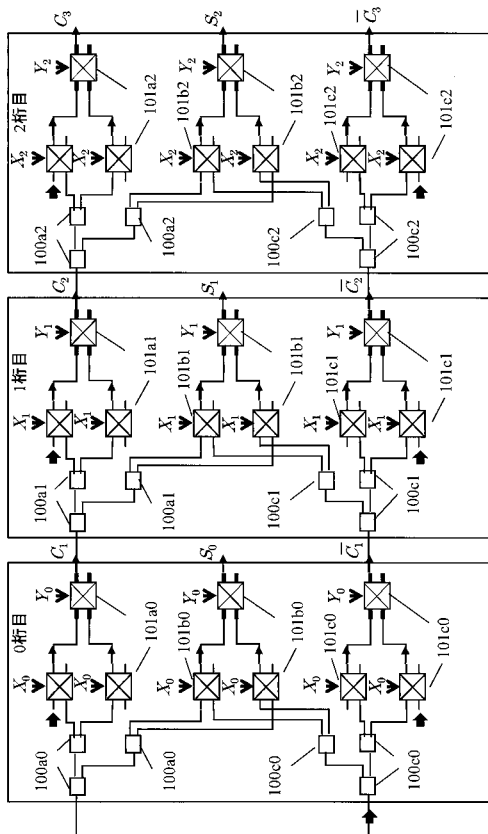 0桁目
100a0
X₀
X₀
Y₀
101a0
C₁
100a0
101b0
X₀
X₀
Y₀
101b0
S₀
100c0
101c0
X₀
X₀
Y₀
C̅₁
100c0
101c0
1桁目
100a1
X₁
X₁
Y₁
101a1
C₂
100a1
101b1
X₁
X₁
Y₁
101b1
S₁
100c1
101c1
X₁
X₁
Y₁
C̅₂
100c1
101c1
2桁目
100a2
X₂
X₂
Y₂
101a2
C₃
100a2
101b2
X₂
X₂
Y₂
101b2
S₂
100c2
101c2
X₂
X₂
Y₂
C̅₃
100c2
101c2